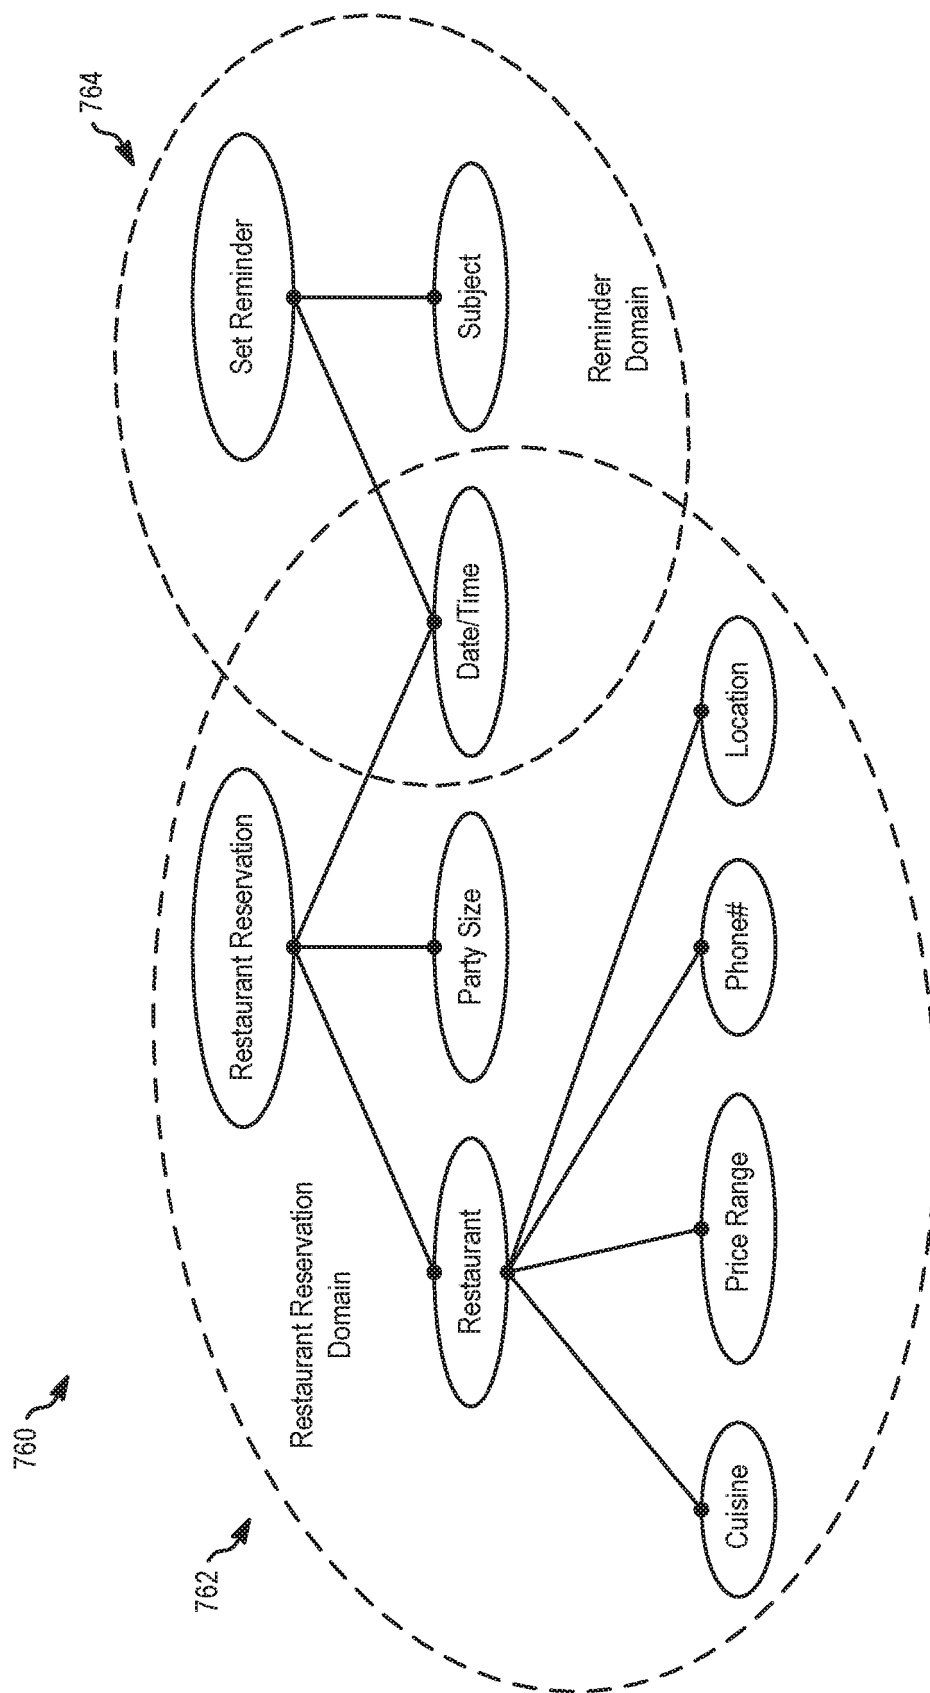 760
762
764
Restaurant Reservation
Set Reminder
Restaurant Reservation
Domain
Restaurant
Party Size
Date/Time
Subject
Reminder
Domain
Cuisine
Price Range
Phone#
Location